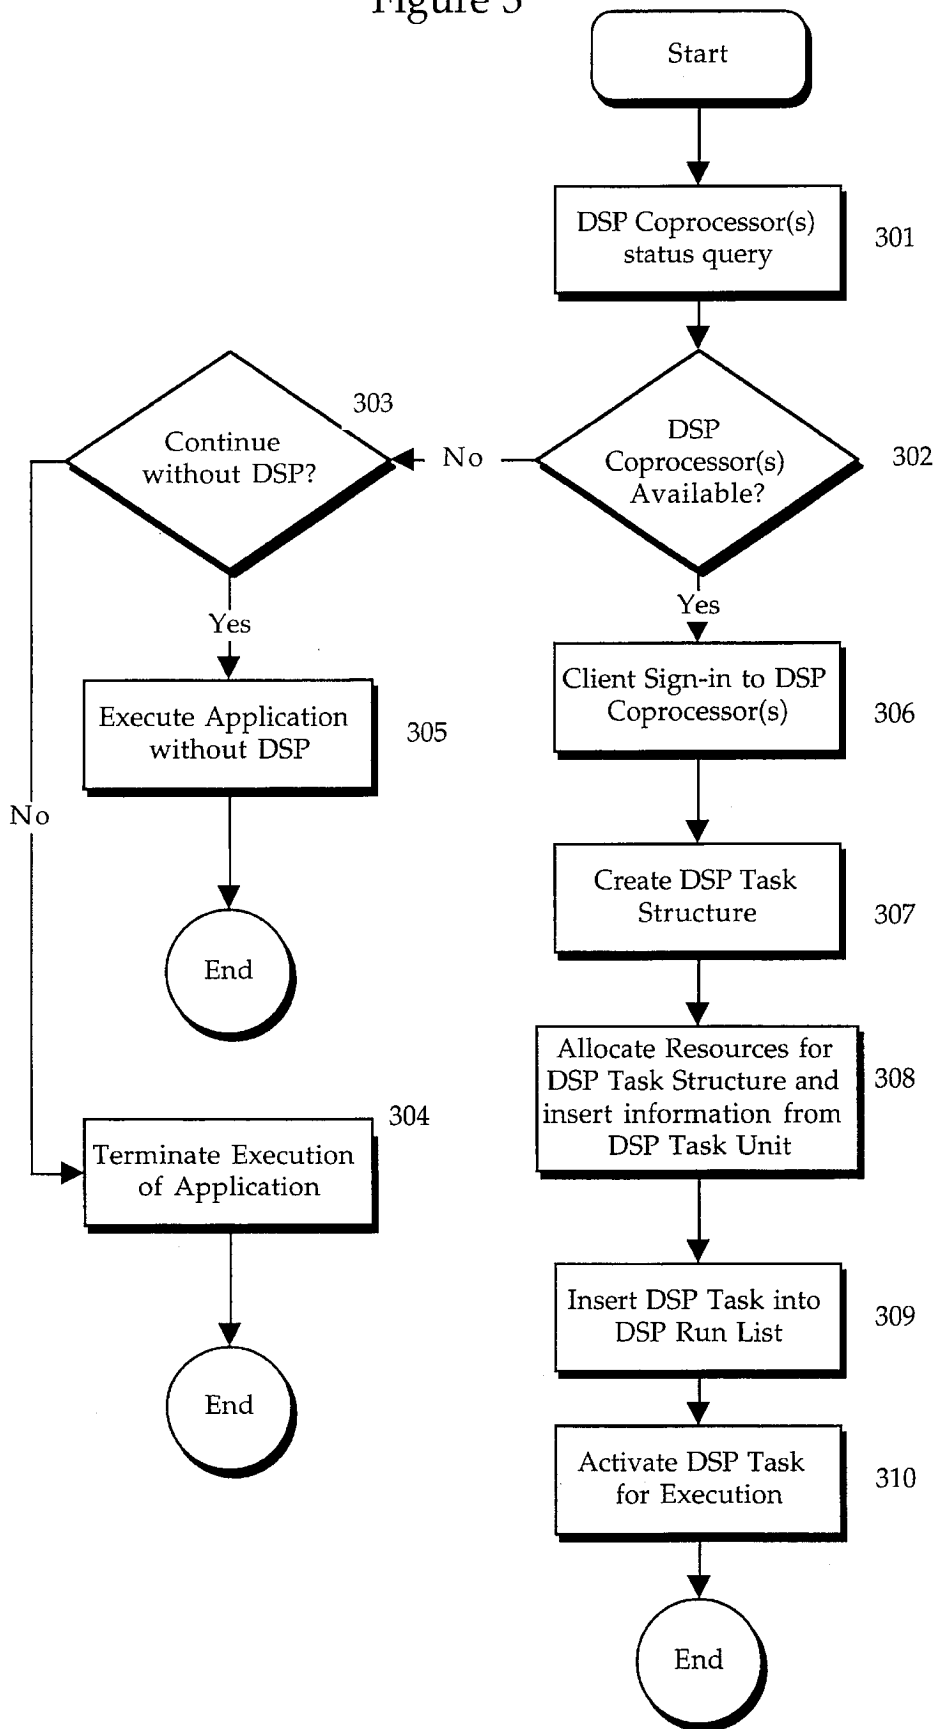 Figure 3
Start
DSP Coprocessor(s)
status query
301
303
Continue
without DSP?
No
DSP
Coprocessor(s)
Available?
302
Yes
Yes
Execute Application
without DSP
305
Client Sign-in to DSP
Coprocessor(s)
306
No
Create DSP Task
Structure
307
End
Allocate Resources for
DSP Task Structure and
insert information from
DSP Task Unit
308
304
Terminate Execution
of Application
Insert DSP Task into
DSP Run List
309
End
Activate DSP Task
for Execution
310
End